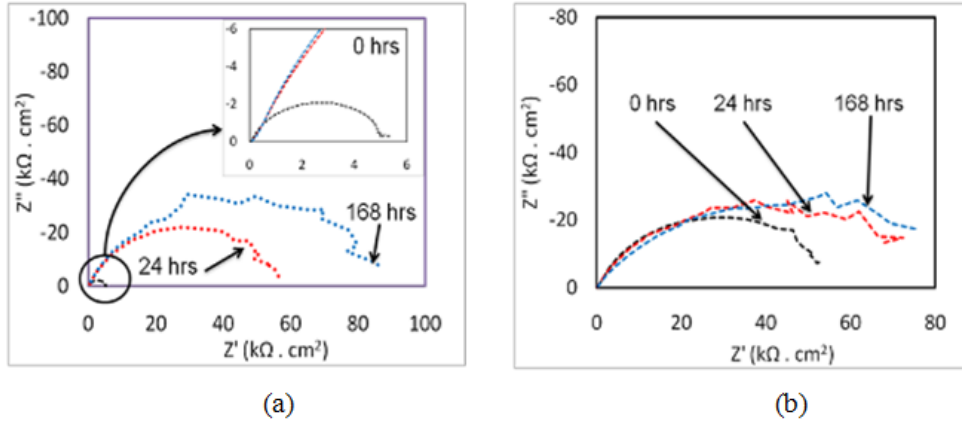 -100
-80
-60
-40
-20
0
Z'' (kΩ . cm²)
0 20 40 60 80 100
Z' (kΩ . cm²)
-6
-4
-2
0
0 2 4 6
0 hrs
24 hrs
168 hrs
(a)
-80
-60
-40
-20
0
Z'' (kΩ . cm²)
0 20 40 60 80
Z' (kΩ . cm²)
0 hrs 24 hrs 168 hrs
(b)